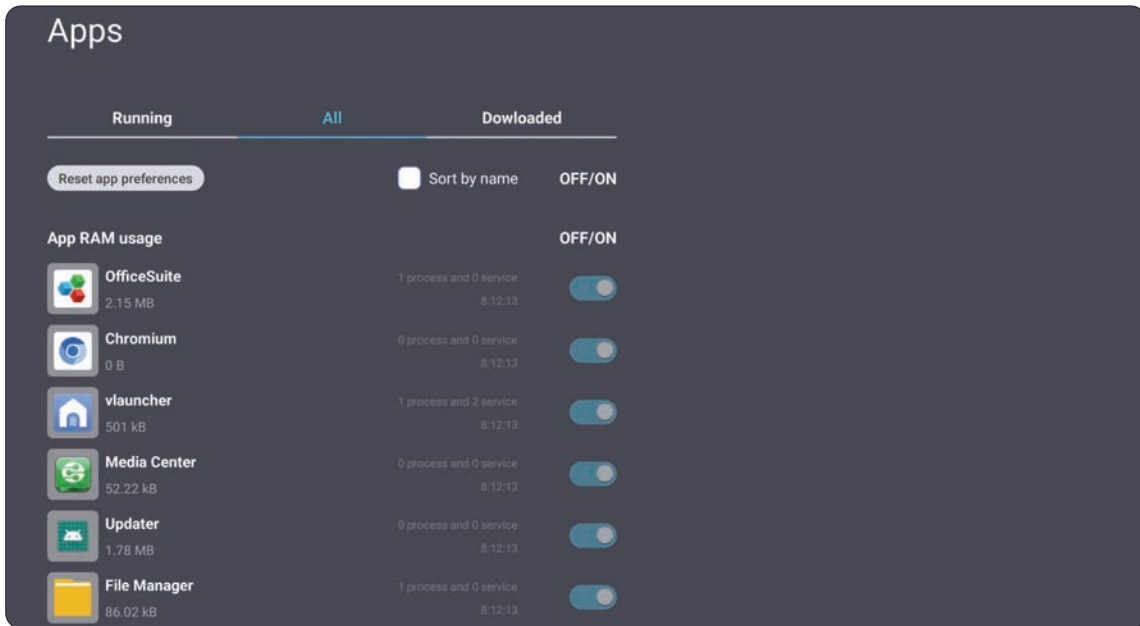 Apps
Running All Dowloaded
Reset app preferences Sort by name OFF/ON
App RAM usage OFF/ON
OfficeSuite 1 process and 0 service
2.15 MB 8:12:13
Chromium 0 process and 0 service
0 B 8:12:13
vlauncher 1 process and 2 service
501 kB 8:12:13
Media Center 0 process and 0 service
52.22 kB 8:12:13
Updater 0 process and 0 service
1.78 MB 8:12:13
File Manager 1 process and 0 service
86.02 kB 8:12:13